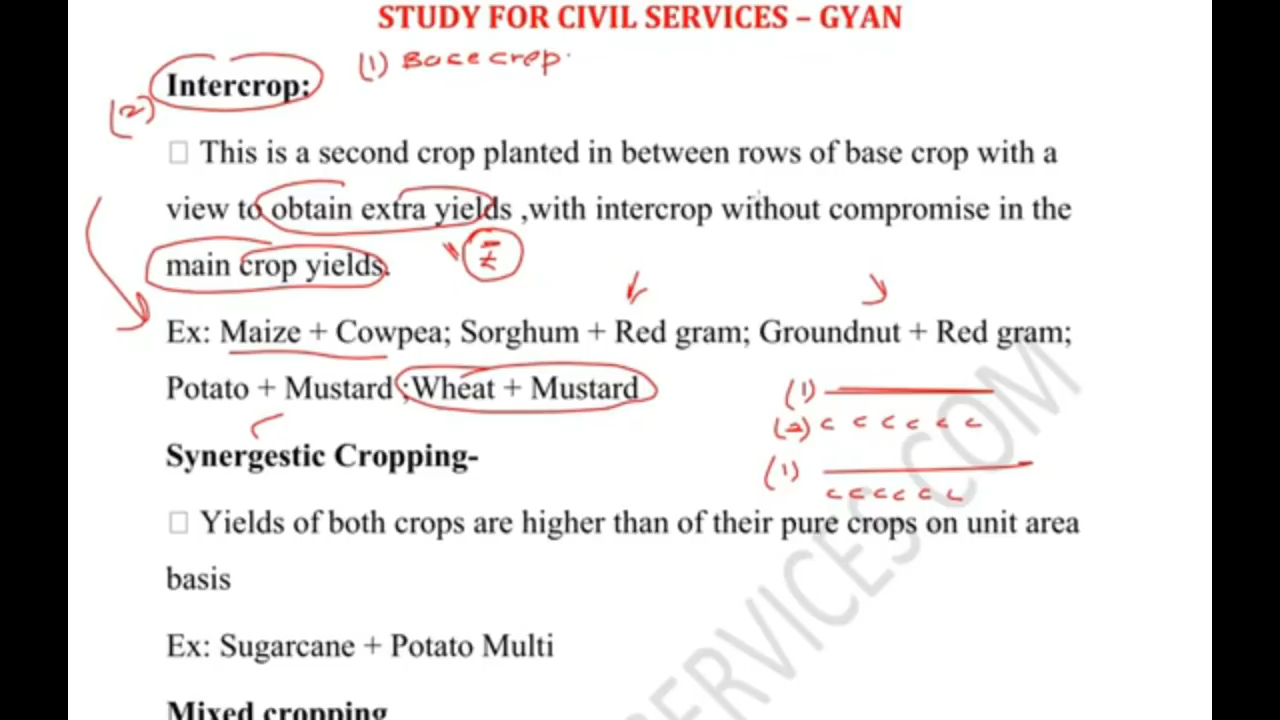 STUDY FOR CIVIL SERVICES – GYAN
(1) Base crop.
Intercrop:
(2)
This is a second crop planted in between rows of base crop with a
view to obtain extra yields ,with intercrop without compromise in the
main crop yields.
Ex: Maize + Cowpea; Sorghum + Red gram; Groundnut + Red gram;
Potato + Mustard ;Wheat + Mustard
(1)
(2) c c c c c c
(1)
c c c c c c
Synergestic Cropping-
Yields of both crops are higher than of their pure crops on unit area
basis
Ex: Sugarcane + Potato Multi
Mixed cropping
SERVICES.COM